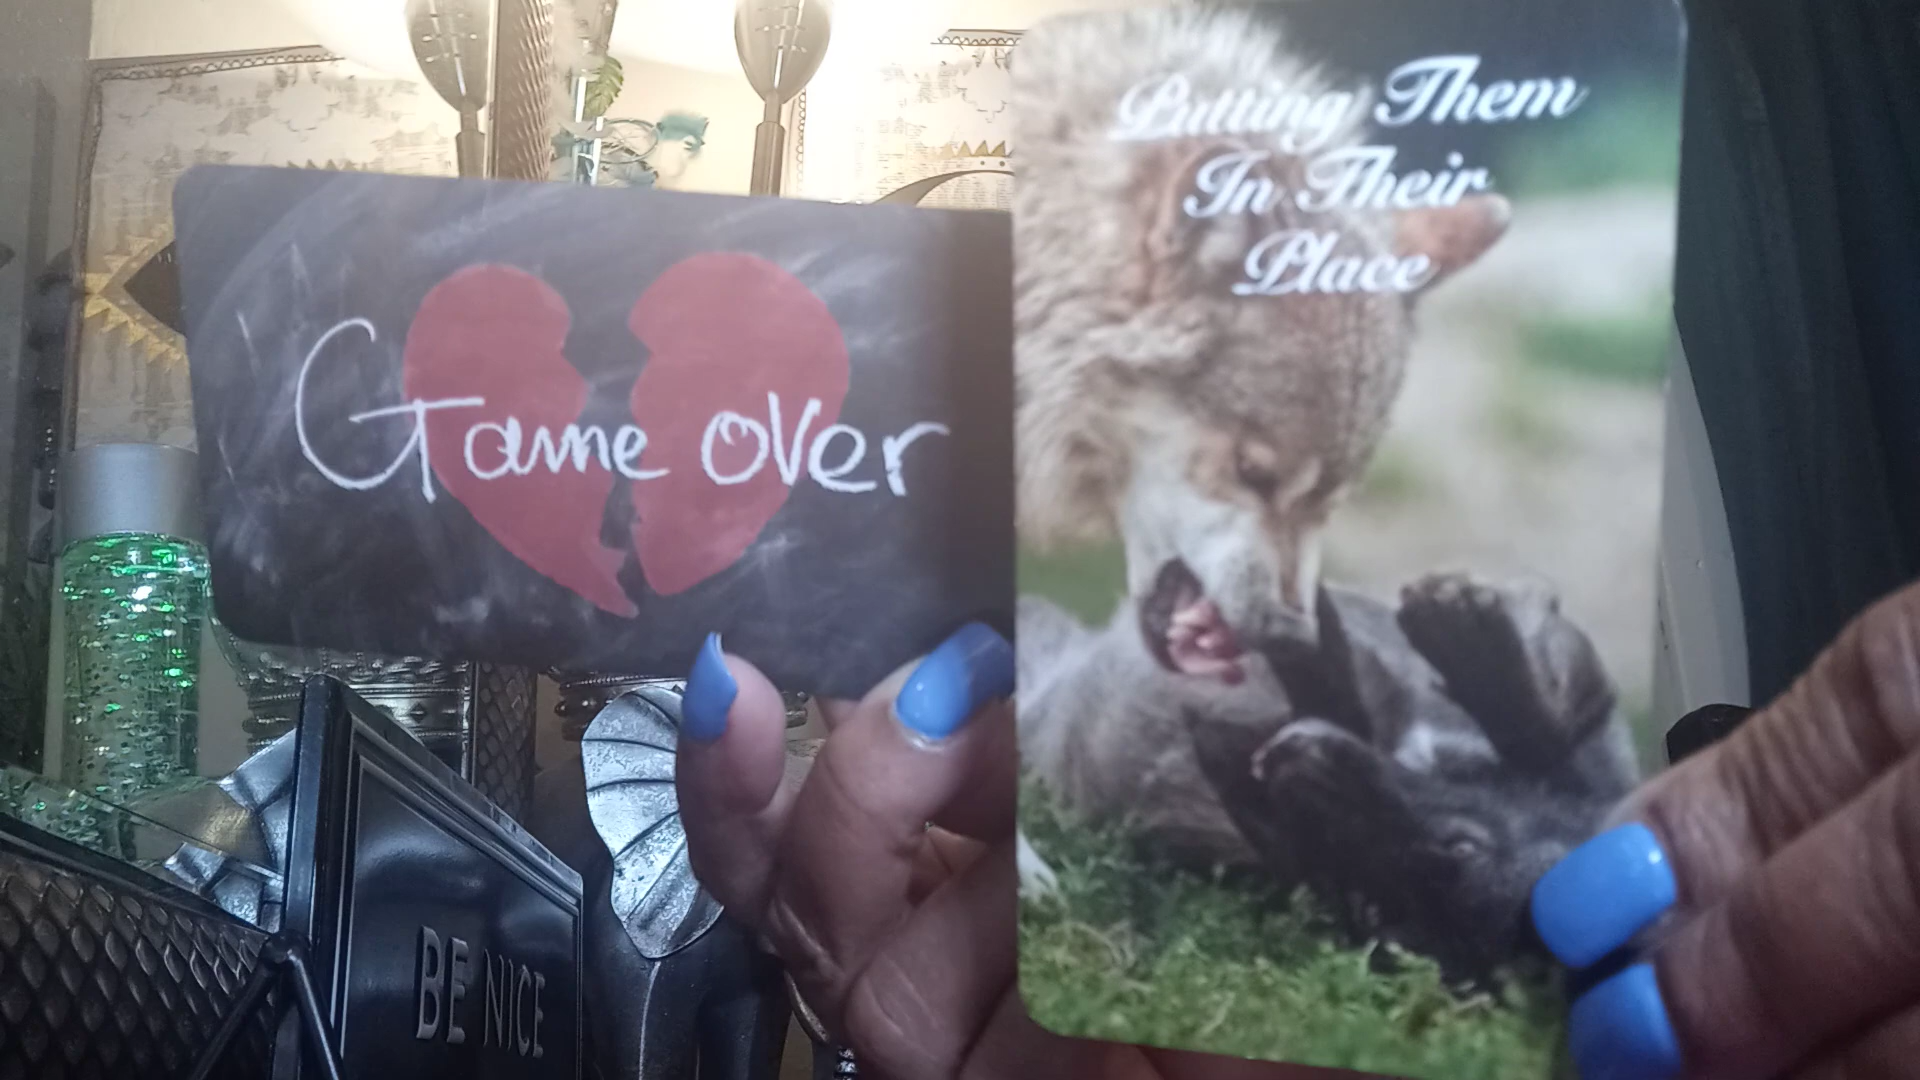 Game over
Putting Them
In Their
Place
BE NICE